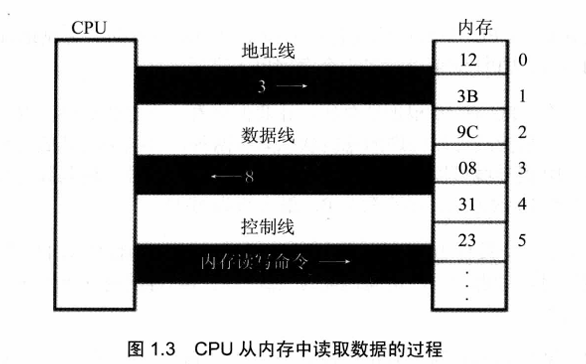 CPU
内存
地址线
3 →
数据线
← 8
控制线
内存读写命令 →
12 0
3B 1
9C 2
08 3
31 4
23 5
图 1.3 CPU 从内存中读取数据的过程